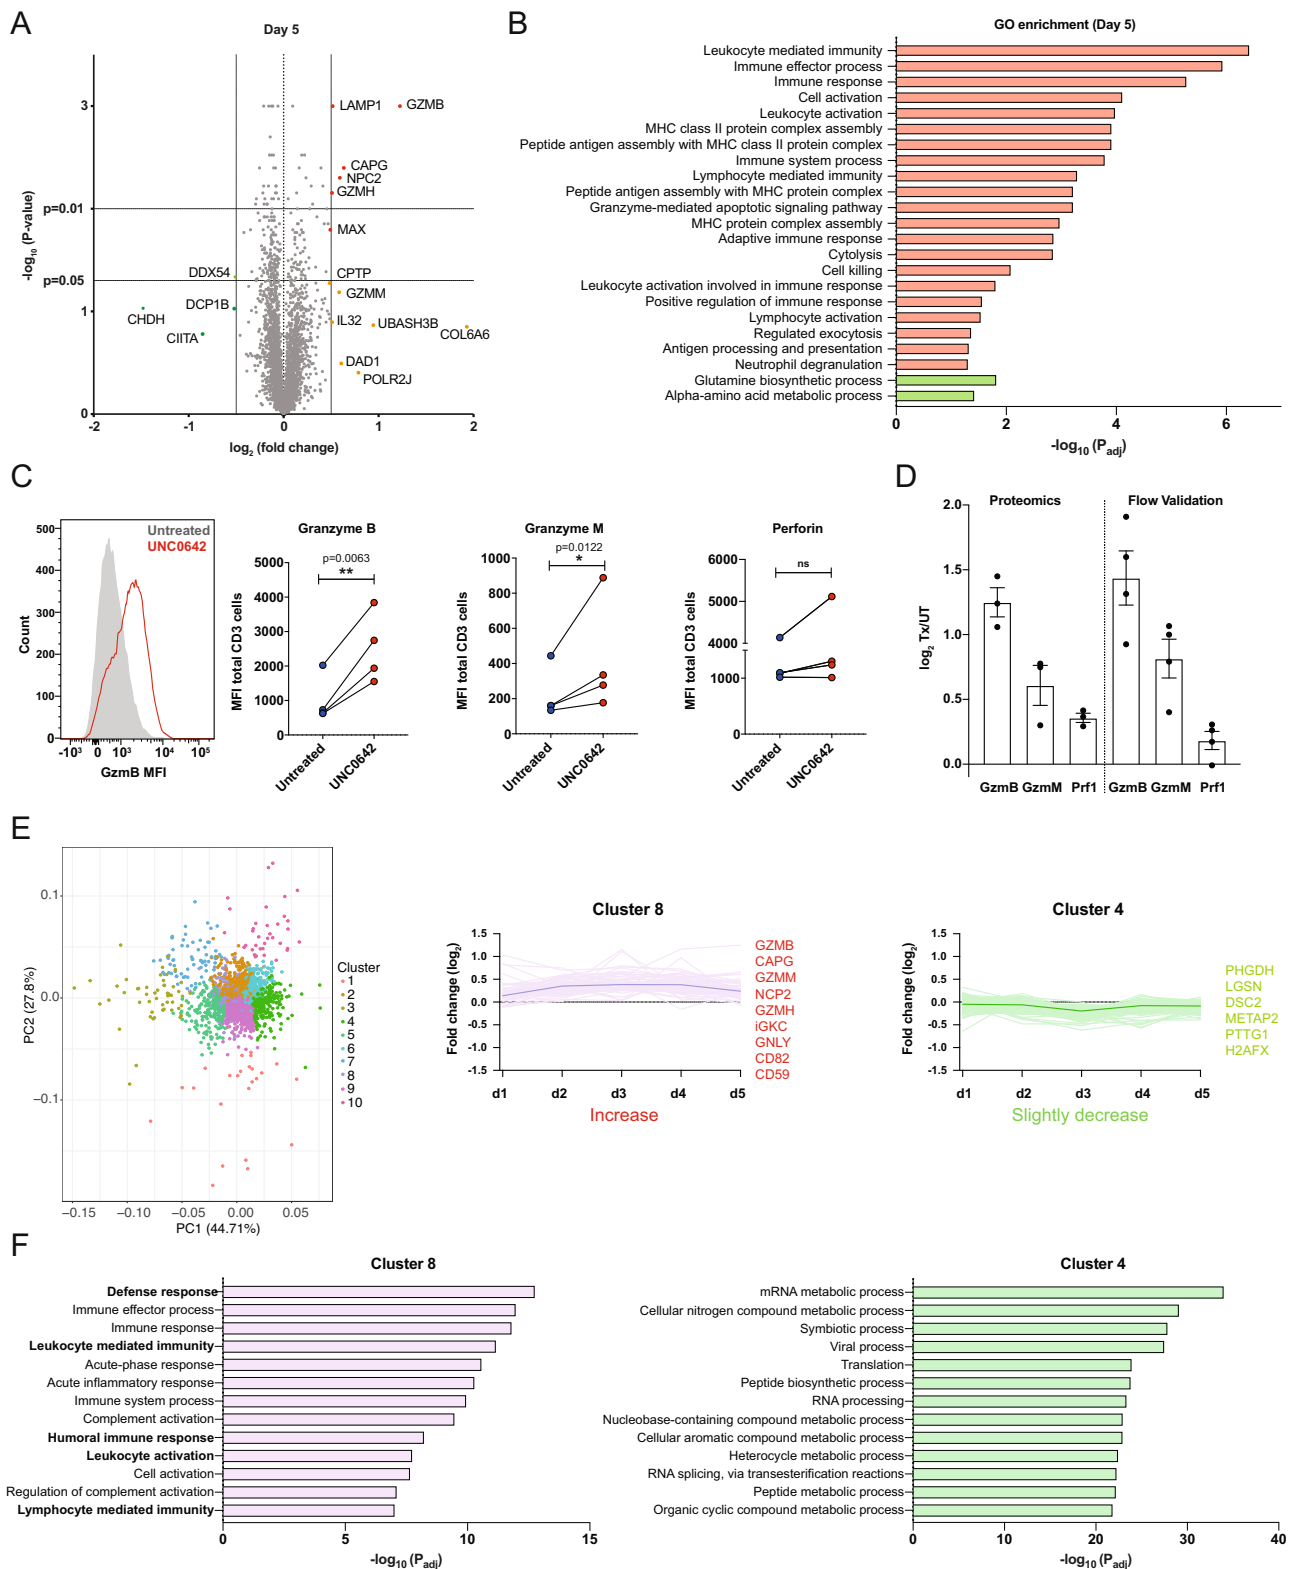 A
Day 5
-log10 (P-value)
3
p=0.01
p=0.05
1
0
LAMP1
GZMB
CAPG
NPC2
GZMH
MAX
DDX54
CPTP
GZMM
DCP1B
CHDH
IL32
UBASH3B
CIITA
COL6A6
DAD1
POLR2J
-2
-1
0
1
2
log2 (fold change)
B
GO enrichment (Day 5)
Leukocyte mediated immunity
Immune effector process
Immune response
Cell activation
Leukocyte activation
MHC class II protein complex assembly
Peptide antigen assembly with MHC class II protein complex
Immune system process
Lymphocyte mediated immunity
Peptide antigen assembly with MHC protein complex
Granzyme-mediated apoptotic signaling pathway
MHC protein complex assembly
Adaptive immune response
Cytolysis
Cell killing
Leukocyte activation involved in immune response
Positive regulation of immune response
Lymphocyte activation
Regulated exocytosis
Antigen processing and presentation
Neutrophil degranulation
Glutamine biosynthetic process
Alpha-amino acid metabolic process
0
2
4
6
-log10 (Padj)
C
Untreated
UNC0642
Count
500
400
300
200
100
0
-10³ 0 10³ 10⁴ 10⁵
GzmB MFI
Granzyme B
p=0.0063
**
MFI total CD3 cells
5000
4000
3000
2000
1000
0
Untreated
UNC0642
Granzyme M
p=0.0122
*
MFI total CD3 cells
1000
800
600
400
200
0
Untreated
UNC0642
Perforin
ns
MFI total CD3 cells
6000
5000
4000
1000
0
Untreated
UNC0642
D
Proteomics
Flow Validation
log2 Tx/UT
2.0
1.5
1.0
0.5
0.0
GzmB GzmM Prf1 GzmB GzmM Prf1
E
PC2 (27.8%)
0.1
0.0
−0.1
−0.15 −0.10 −0.05 0.00 0.05
PC1 (44.71%)
Cluster
1
2
3
4
5
6
7
8
9
10
Cluster 8
Fold change (log2)
1.5
1.0
0.5
0.0
-0.5
-1.0
-1.5
d1 d2 d3 d4 d5
Increase
GZMB
CAPG
GZMM
NCP2
GZMH
iGKC
GNLY
CD82
CD59
Cluster 4
Fold change (log2)
1.5
1.0
0.5
0.0
-0.5
-1.0
-1.5
d1 d2 d3 d4 d5
Slightly decrease
PHGDH
LGSN
DSC2
METAP2
PTTG1
H2AFX
F
Cluster 8
Defense response
Immune effector process
Immune response
Leukocyte mediated immunity
Acute-phase response
Acute inflammatory response
Immune system process
Complement activation
Humoral immune response
Leukocyte activation
Cell activation
Regulation of complement activation
Lymphocyte mediated immunity
0 5 10 15
-log10 (Padj)
Cluster 4
mRNA metabolic process
Cellular nitrogen compound metabolic process
Symbiotic process
Viral process
Translation
Peptide biosynthetic process
RNA processing
Nucleobase-containing compound metabolic process
Cellular aromatic compound metabolic process
Heterocycle metabolic process
RNA splicing, via transesterification reactions
Peptide metabolic process
Organic cyclic compound metabolic process
0 10 20 30 40
-log10 (Padj)